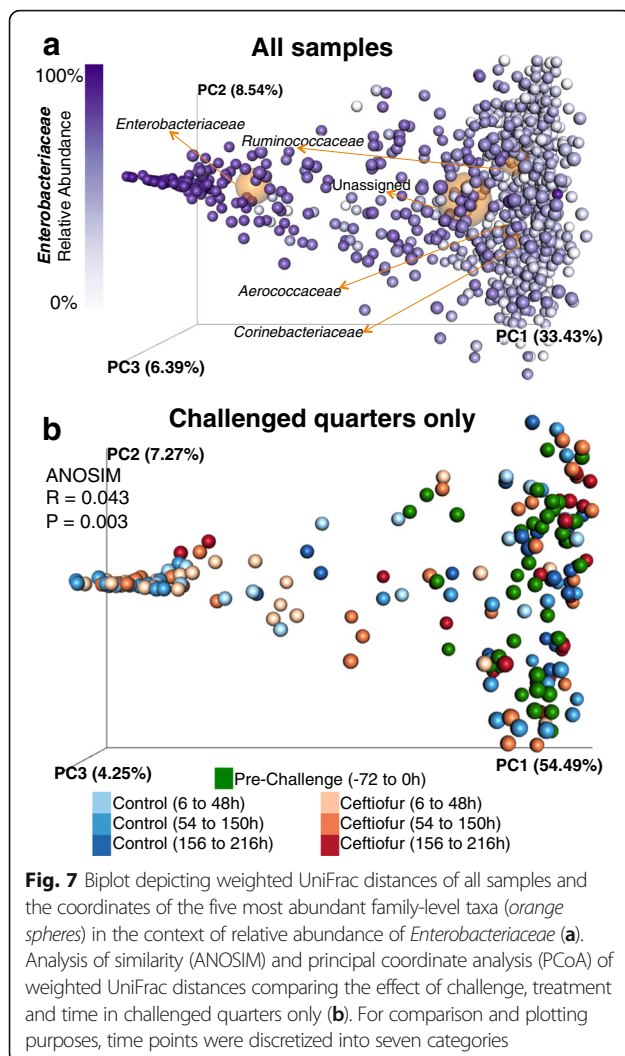 a
All samples
100%
Enterobacteriaceae
Relative Abundance
0%
PC2 (8.54%)
Enterobacteriaceae
Ruminococcaceae
Unassigned
Aerococcaceae
Corinebacteriaceae
PC1 (33.43%)
PC3 (6.39%)
b
Challenged quarters only
PC2 (7.27%)
ANOSIM
R = 0.043
P = 0.003
PC3 (4.25%)
PC1 (54.49%)
Pre-Challenge (-72 to 0h)
Control (6 to 48h)
Ceftiofur (6 to 48h)
Control (54 to 150h)
Ceftiofur (54 to 150h)
Control (156 to 216h)
Ceftiofur (156 to 216h)
Fig. 7 Biplot depicting weighted UniFrac distances of all samples and
the coordinates of the five most abundant family-level taxa (orange
spheres) in the context of relative abundance of Enterobacteriaceae (a).
Analysis of similarity (ANOSIM) and principal coordinate analysis (PCoA) of
weighted UniFrac distances comparing the effect of challenge, treatment
and time in challenged quarters only (b). For comparison and plotting
purposes, time points were discretized into seven categories